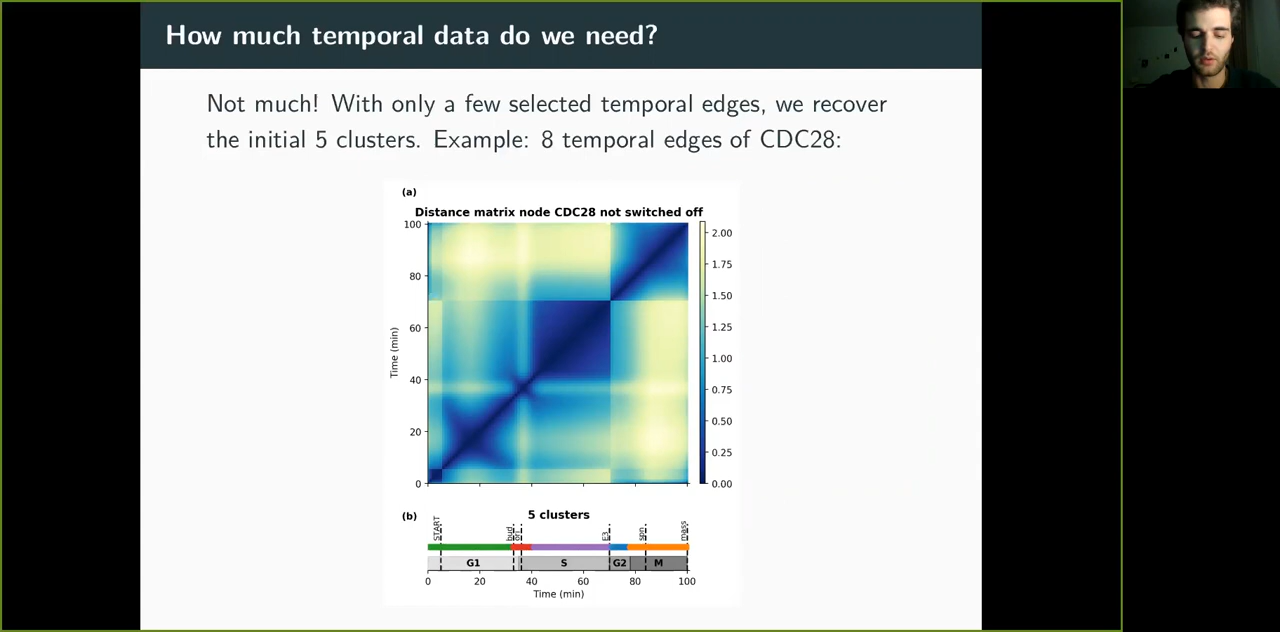 How much temporal data do we need?
Not much! With only a few selected temporal edges, we recover
the initial 5 clusters. Example: 8 temporal edges of CDC28:
(a)
Distance matrix node CDC28 not switched off
100
80
60
40
20
0
Time (min)
2.00
1.75
1.50
1.25
1.00
0.75
0.50
0.25
0.00
(b)
5 clusters
START
bud
E3
spn
mass
G1
S
G2
M
0 20 40 60 80 100
Time (min)